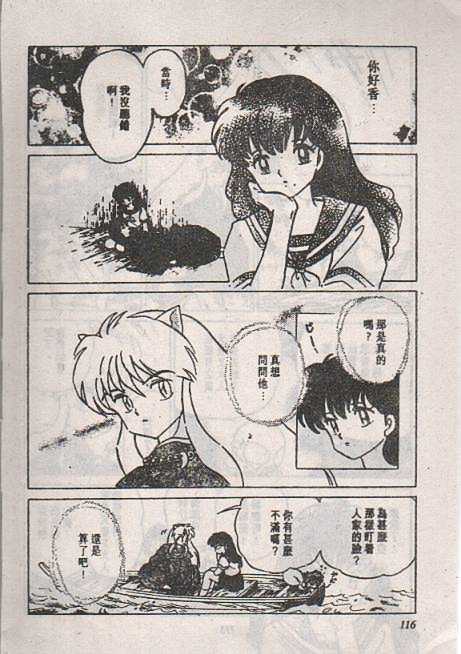 你好香…
當時…
我沒聽錯
啊！
那是真的
嗎？
真想
問問他…
為甚麼
那樣盯着
人家的臉？
你有甚麼
不滿嗎？
還是
算了吧！
116